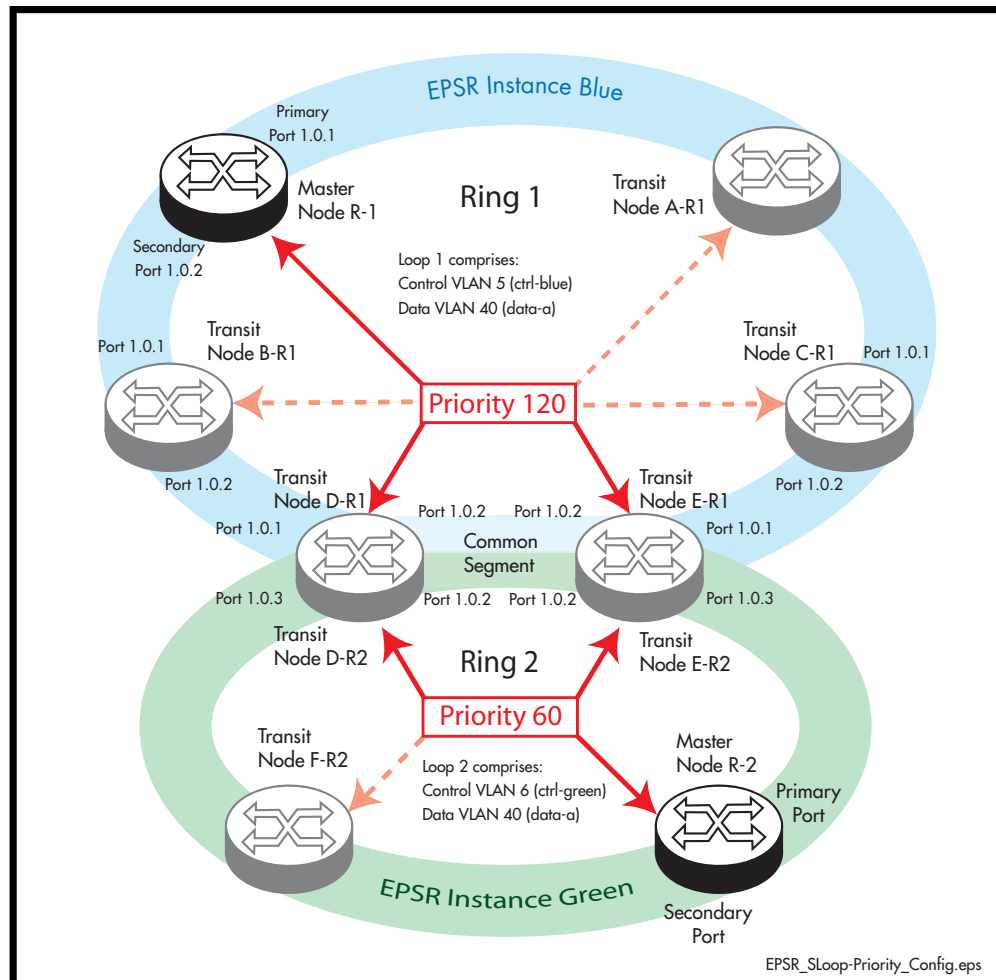 EPSR Instance Blue
Primary
Port 1.0.1
Master
Node R-1
Ring 1
Transit
Node A-R1
Secondary
Port 1.0.2
Loop 1 comprises:
Control VLAN 5 (ctrl-blue)
Data VLAN 40 (data-a)
Port 1.0.1
Transit
Node B-R1
Transit
Node C-R1
Port 1.0.1
Priority 120
Port 1.0.2
Transit
Node D-R1
Transit
Node E-R1
Port 1.0.2
Port 1.0.1
Port 1.0.2
Port 1.0.2
Port 1.0.1
Common
Segment
Port 1.0.3
Port 1.0.2
Port 1.0.2
Port 1.0.3
Transit
Node D-R2
Ring 2
Transit
Node E-R2
Priority 60
Transit
Node F-R2
Loop 2 comprises:
Control VLAN 6 (ctrl-green)
Data VLAN 40 (data-a)
Master
Node R-2
Primary
Port
EPSR Instance Green
Secondary
Port
EPSR_SLoop-Priority_Config.eps